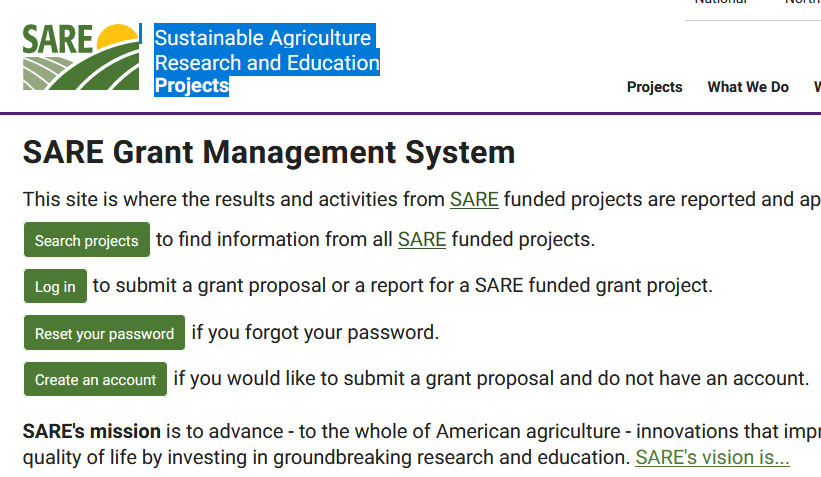 National
SARE
Sustainable Agriculture
Research and Education
Projects
Projects What We Do
SARE Grant Management System
This site is where the results and activities from SARE funded projects are reported and
Search projects to find information from all SARE funded projects.
Log in to submit a grant proposal or a report for a SARE funded grant project.
Reset your password if you forgot your password.
Create an account if you would like to submit a grant proposal and do not have an account.
SARE's mission is to advance - to the whole of American agriculture - innovations that
quality of life by investing in groundbreaking research and education. SARE's vision is...